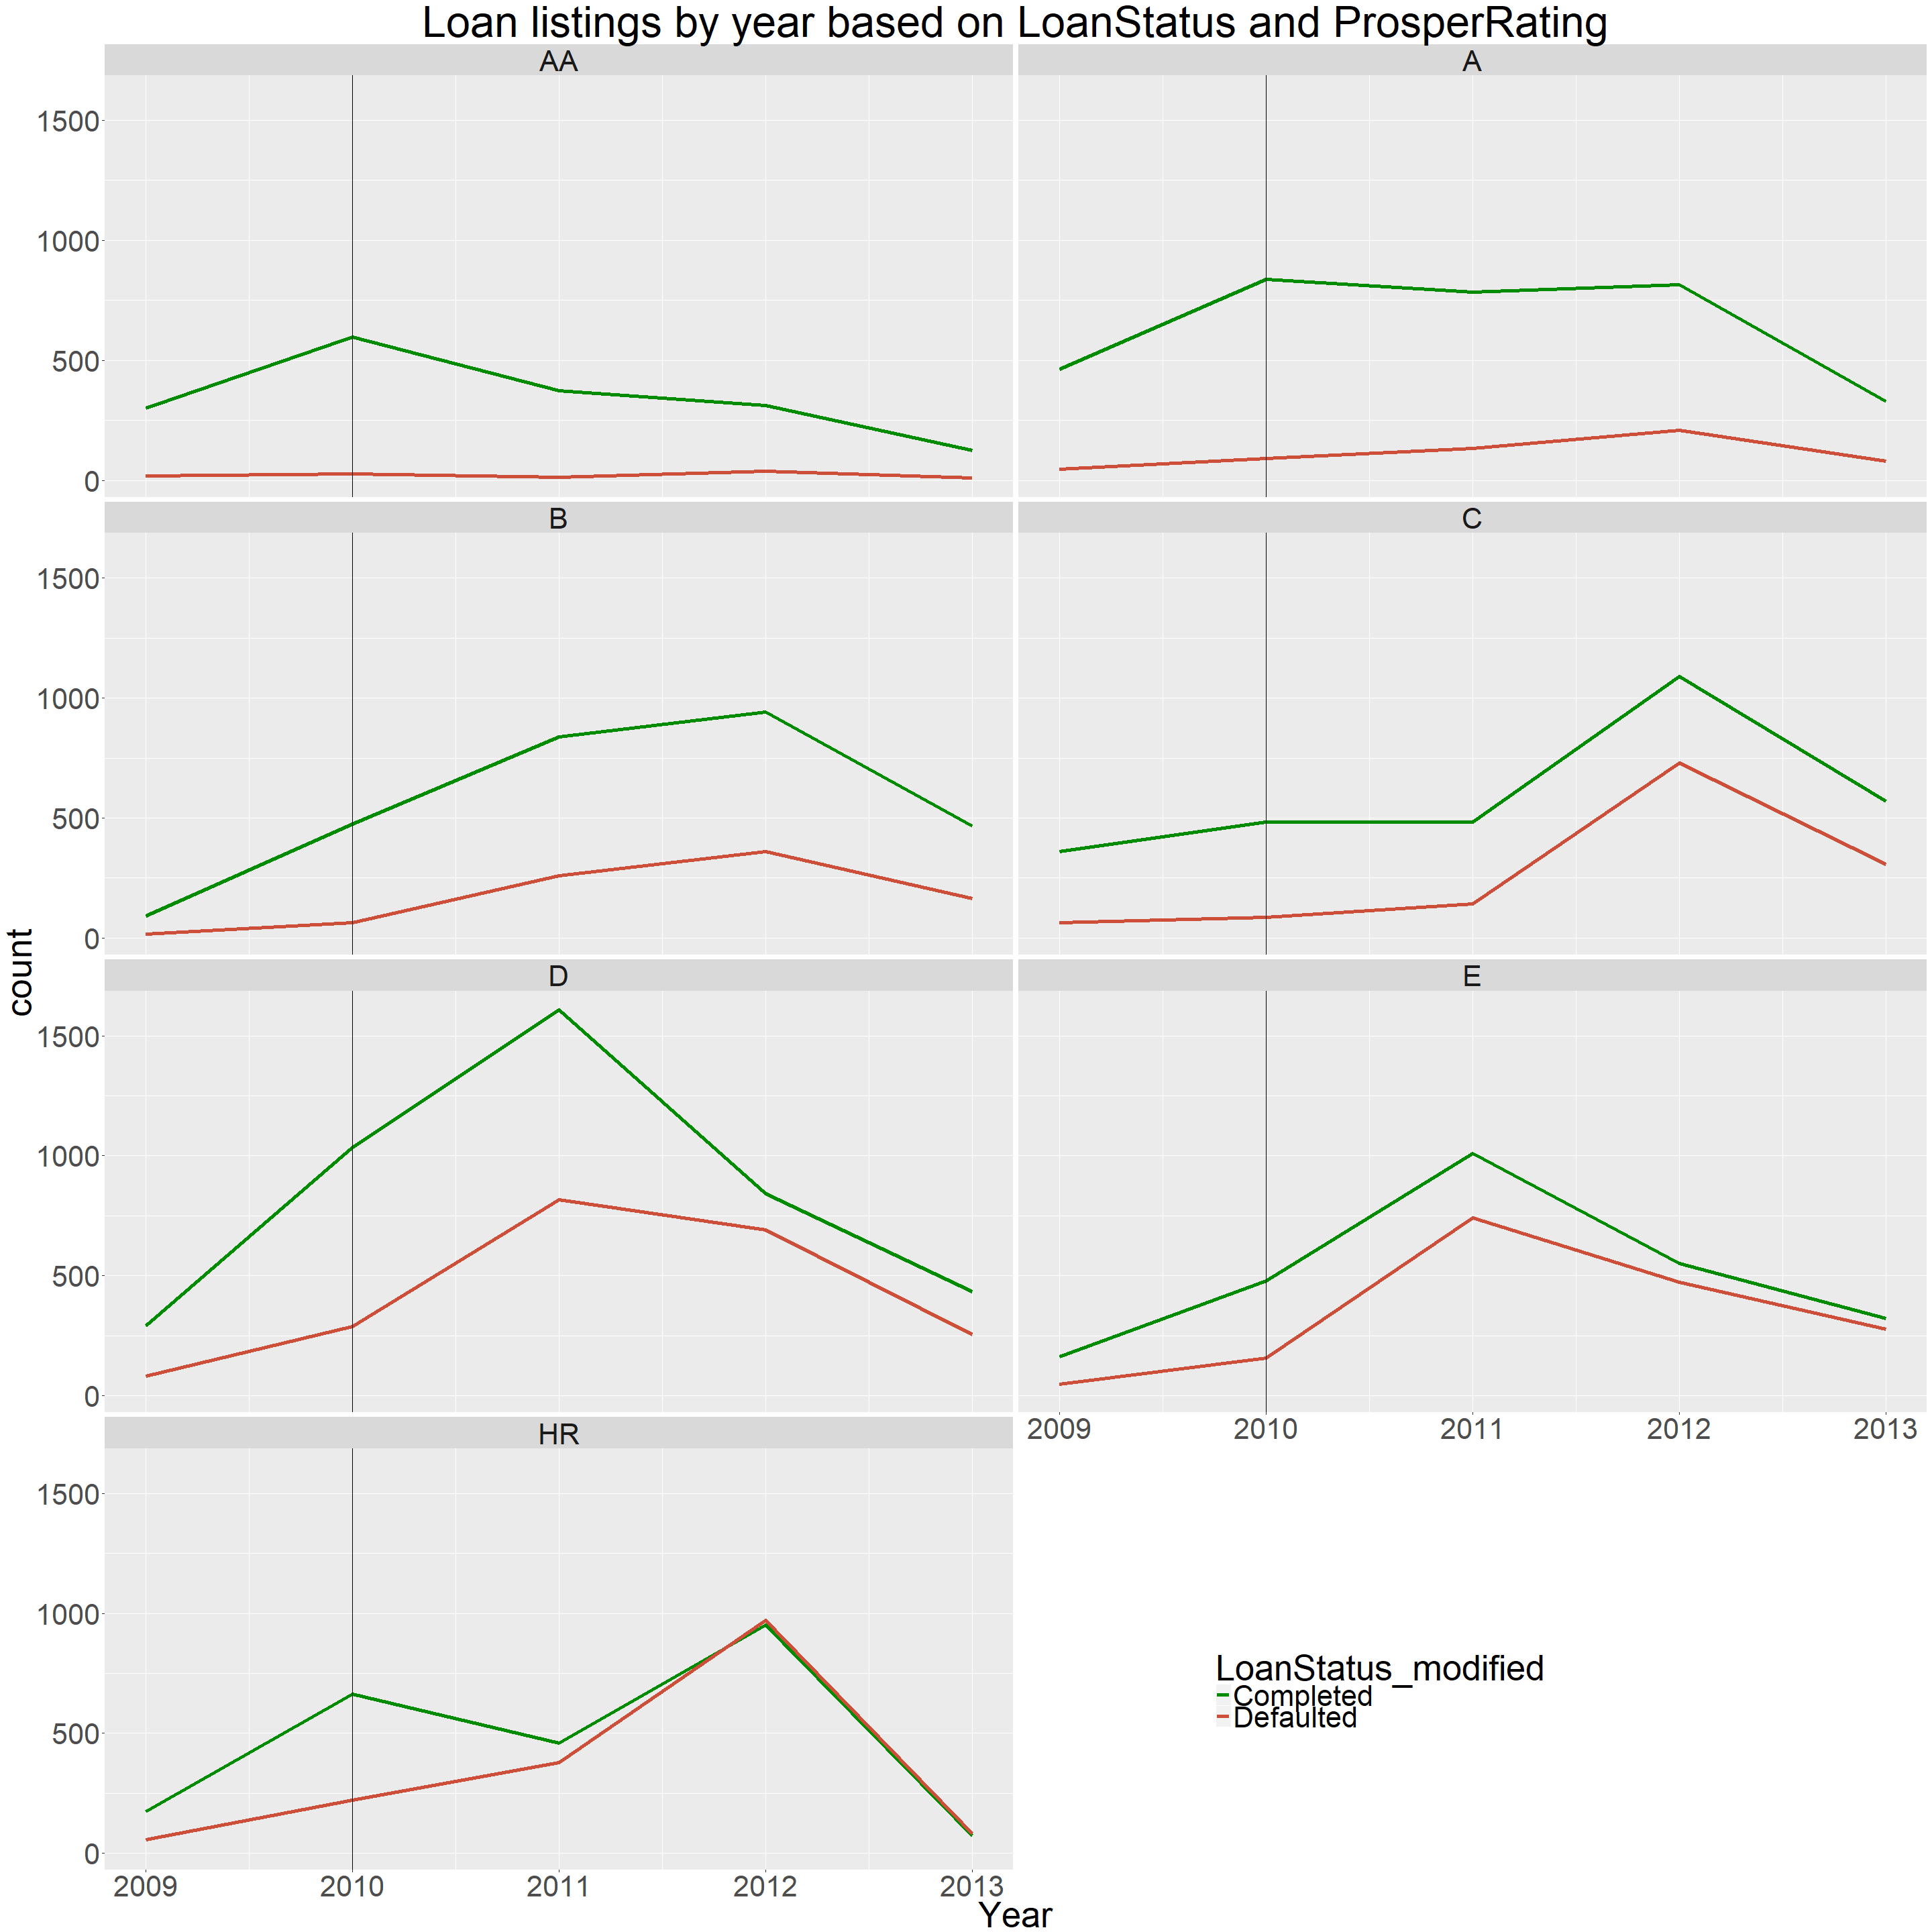 Loan listings by year based on LoanStatus and ProsperRating
AA
A
1500
1000
500
0
B
C
1500
1000
500
0
count
D
E
1500
1000
500
0
2009 2010 2011 2012 2013
HR
1500
1000
500
0
LoanStatus_modified
Completed
Defaulted
2009 2010 2011 2012 2013
Year